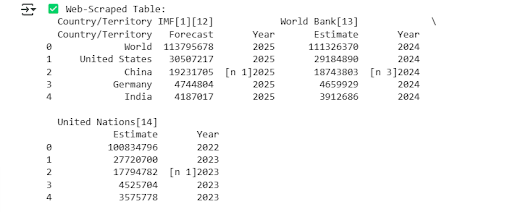 Web-Scraped Table:
Country/Territory IMF[1][12] World Bank[13] \
Country/Territory Forecast Year Estimate Year
0 World 113795678 2025 111326370 2024
1 United States 30507217 2025 29184890 2024
2 China 19231705 [n 1]2025 18743803 [n 3]2024
3 Germany 4744804 2025 4659929 2024
4 India 4187017 2025 3912686 2024
United Nations[14]
Estimate Year
0 100834796 2022
1 27720700 2023
2 17794782 [n 1]2023
3 4525704 2023
4 3575778 2023